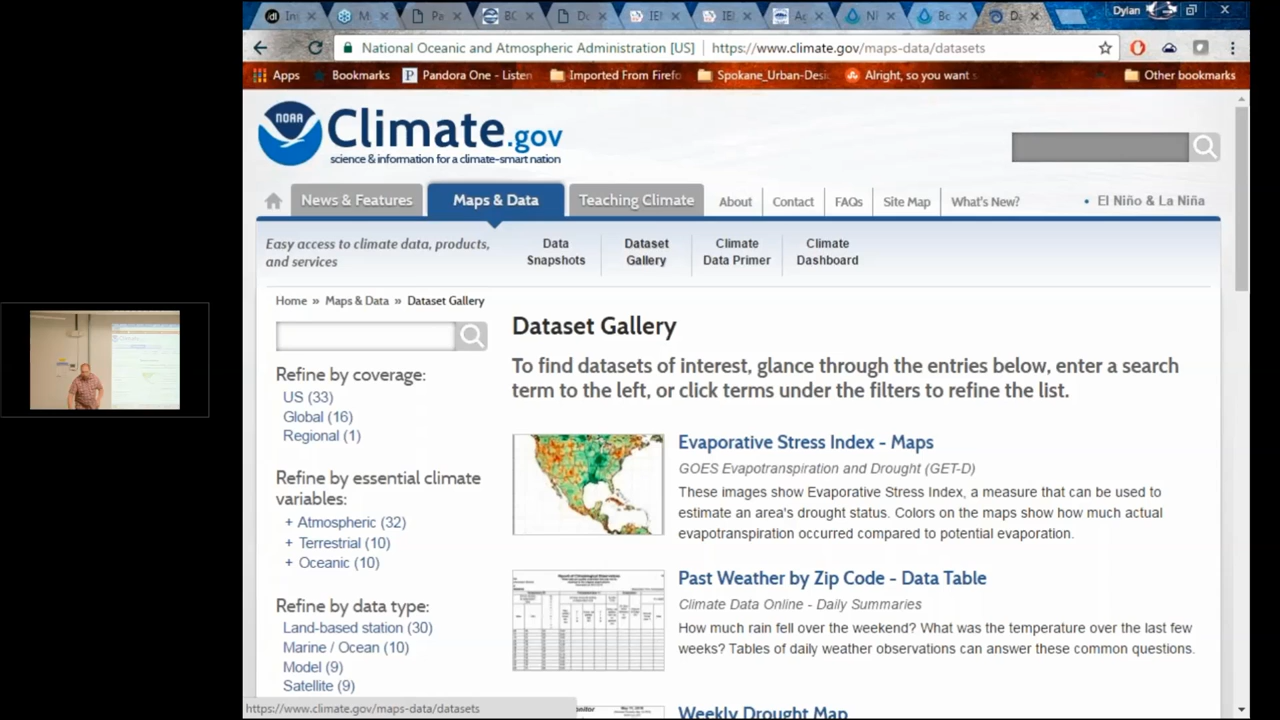 Dylan
National Oceanic and Atmospheric Administration [US] https://www.climate.gov/maps-data/datasets
Apps Bookmarks Pandora One - Listen Imported From Firefo Spokane_Urban-Desi Alright, so you want Other bookmarks
NOAA
Climate.gov
science & information for a climate-smart nation
News & Features Maps & Data Teaching Climate About Contact FAQs Site Map What's New? • El Niño & La Niña
Easy access to climate data, products,
and services
Data
Snapshots
Dataset
Gallery
Climate
Data Primer
Climate
Dashboard
Home » Maps & Data » Dataset Gallery
Refine by coverage:
US (33)
Global (16)
Regional (1)
Refine by essential climate
variables:
+ Atmospheric (32)
+ Terrestrial (10)
+ Oceanic (10)
Refine by data type:
Land-based station (30)
Marine / Ocean (10)
Model (9)
Satellite (9)
Dataset Gallery
To find datasets of interest, glance through the entries below, enter a search
term to the left, or click terms under the filters to refine the list.
Evaporative Stress Index - Maps
GOES Evapotranspiration and Drought (GET-D)
These images show Evaporative Stress Index, a measure that can be used to
estimate an area's drought status. Colors on the maps show how much actual
evapotranspiration occurred compared to potential evaporation.
Past Weather by Zip Code - Data Table
Climate Data Online - Daily Summaries
How much rain fell over the weekend? What was the temperature over the last few
weeks? Tables of daily weather observations can answer these common questions.
Weekly Drought Map
https://www.climate.gov/maps-data/datasets